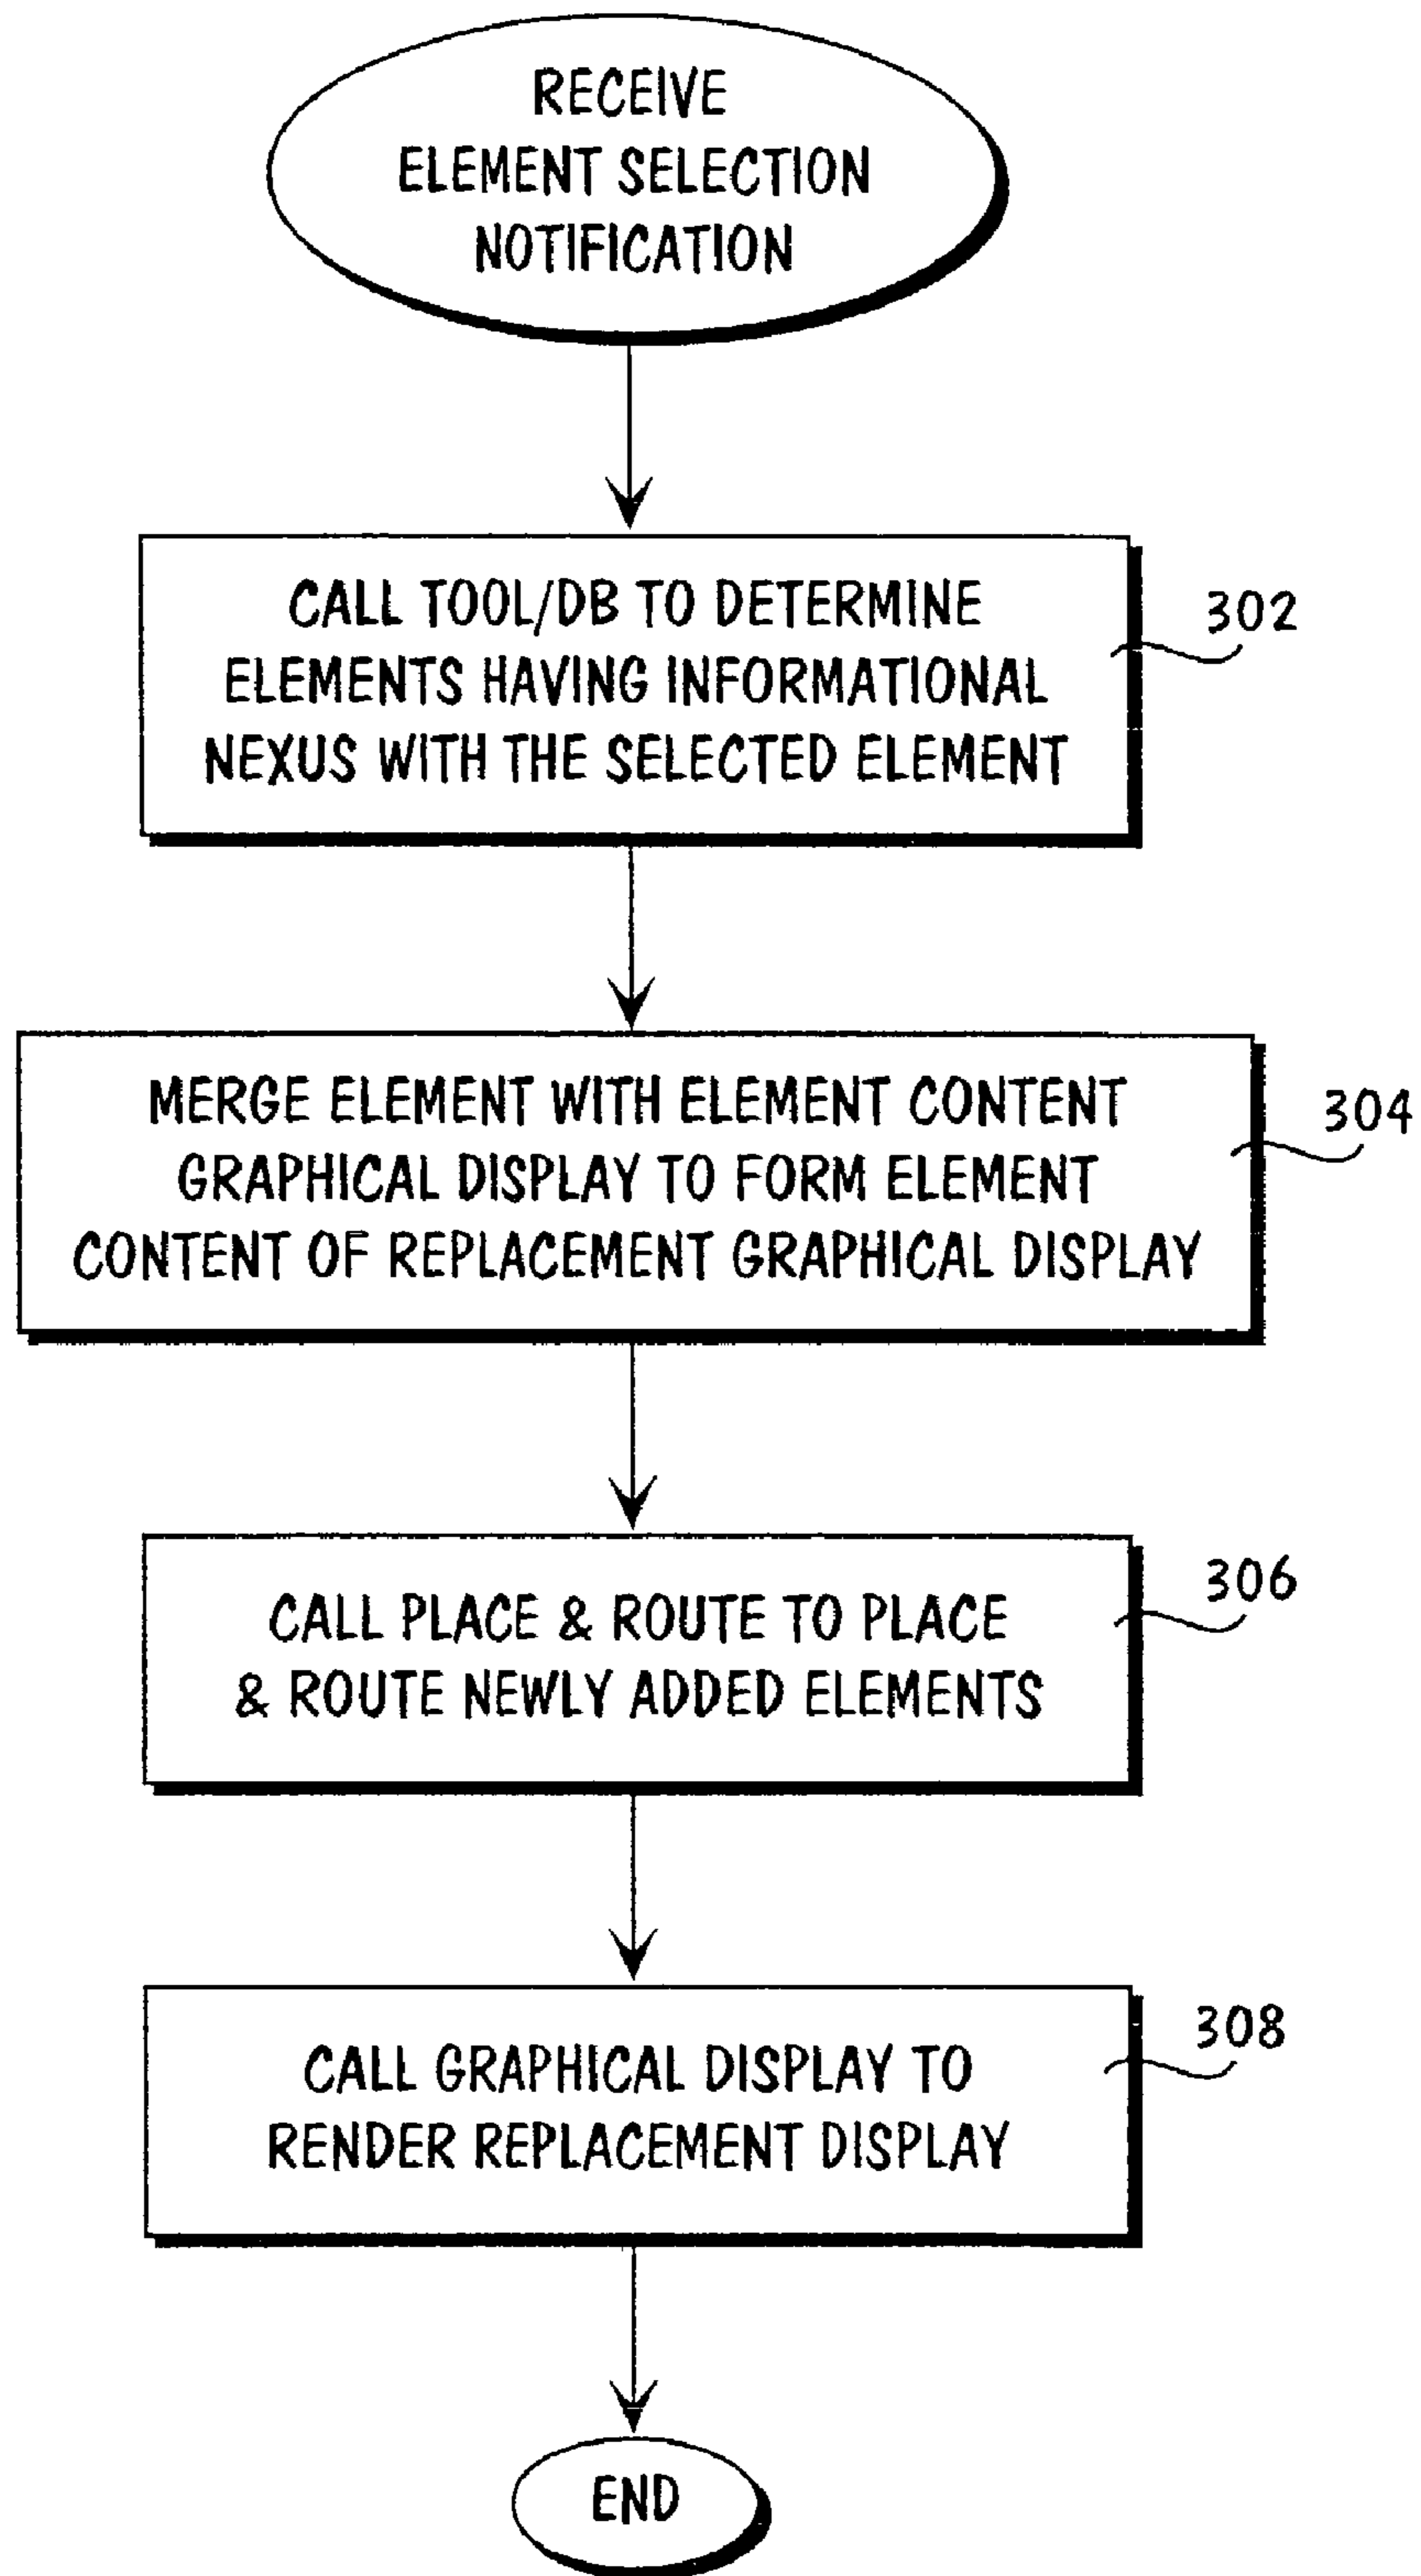 RECEIVE
ELEMENT SELECTION
NOTIFICATION
CALL TOOL/DB TO DETERMINE
ELEMENTS HAVING INFORMATIONAL
NEXUS WITH THE SELECTED ELEMENT
302
MERGE ELEMENT WITH ELEMENT CONTENT
GRAPHICAL DISPLAY TO FORM ELEMENT
CONTENT OF REPLACEMENT GRAPHICAL DISPLAY
304
CALL PLACE & ROUTE TO PLACE
& ROUTE NEWLY ADDED ELEMENTS
306
CALL GRAPHICAL DISPLAY TO
RENDER REPLACEMENT DISPLAY
308
END